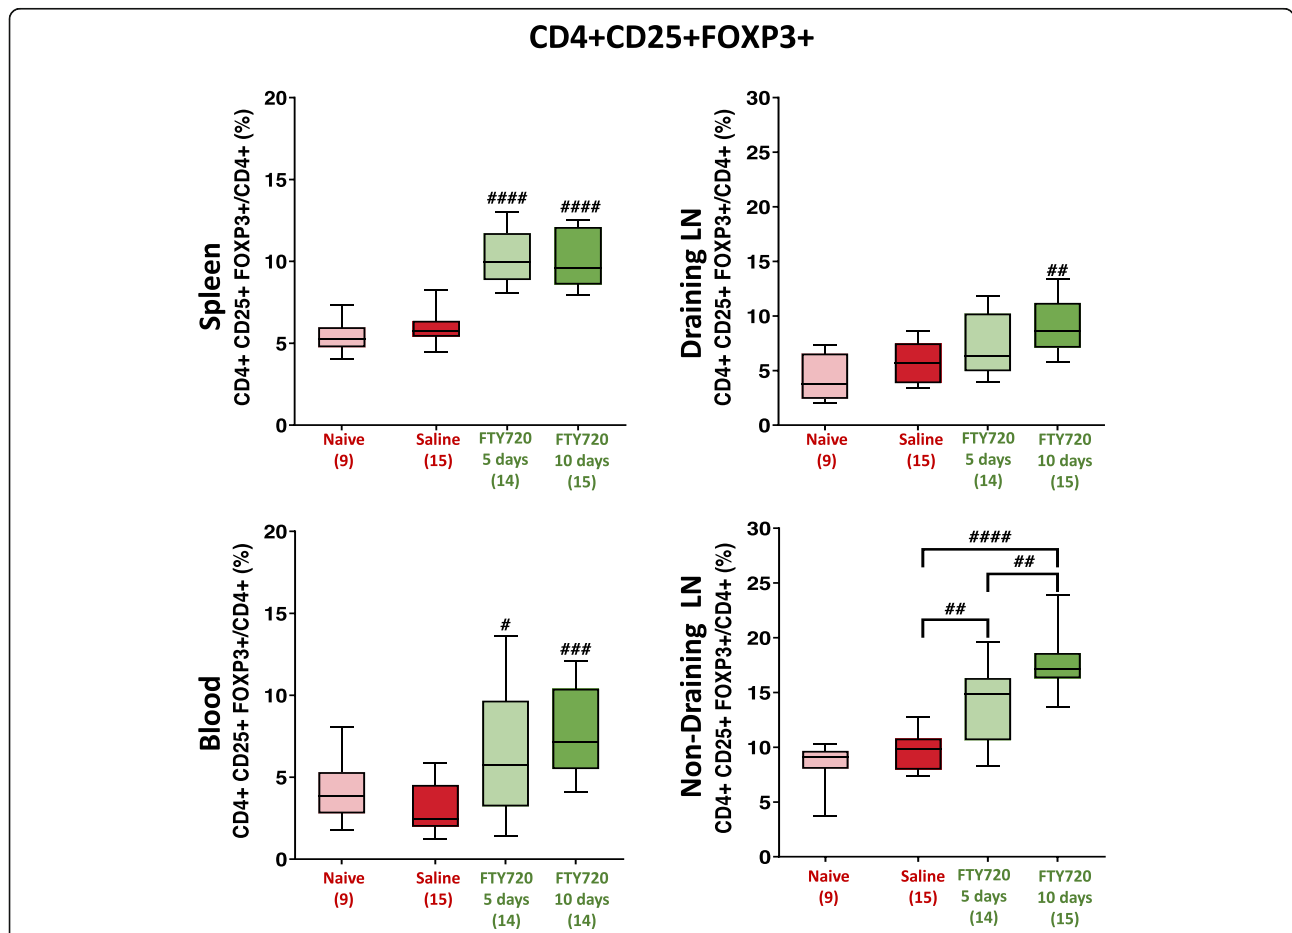 CD4+CD25+FOXP3+
Spleen
CD4+ CD25+ FOXP3+/CD4+ (%)
20
15
10
5
0
####
####
Naive
(9)
Saline
(15)
FTY720
5 days
(14)
FTY720
10 days
(15)
Draining LN
CD4+ CD25+ FOXP3+/CD4+ (%)
30
25
20
15
10
5
0
##
Naive
(9)
Saline
(15)
FTY720
5 days
(14)
FTY720
10 days
(15)
Blood
CD4+ CD25+ FOXP3+/CD4+ (%)
20
15
10
5
0
#
###
Naive
(9)
Saline
(15)
FTY720
5 days
(14)
FTY720
10 days
(14)
Non-Draining LN
CD4+ CD25+ FOXP3+/CD4+ (%)
30
25
20
15
10
5
0
####
##
##
Naive
(9)
Saline
(15)
FTY720
5 days
(14)
FTY720
10 days
(15)